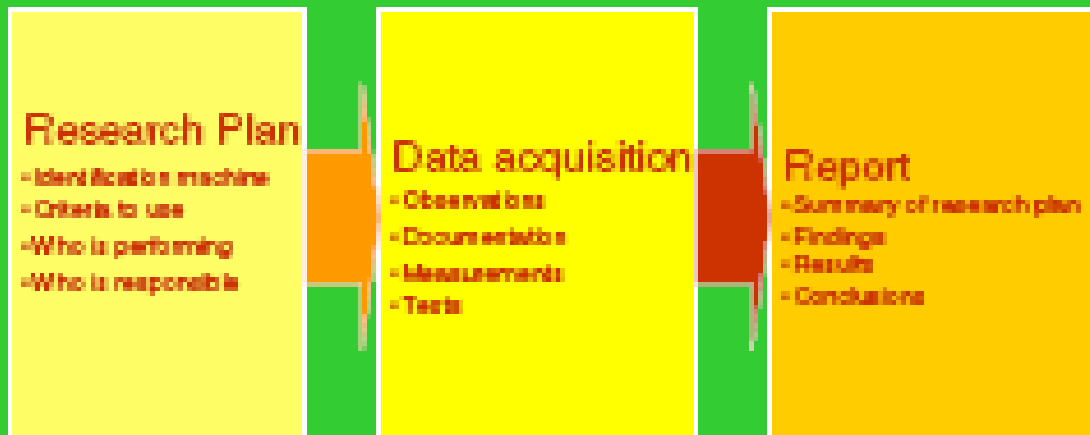 Research Plan
-Identification machine
-Criteria to use
-Who is performing
-Who is responsible
Data acquisition
-Observations
-Documentation
-Measurements
-Tests
Report
-Summary of research plan
-Findings
-Results
-Conclusions